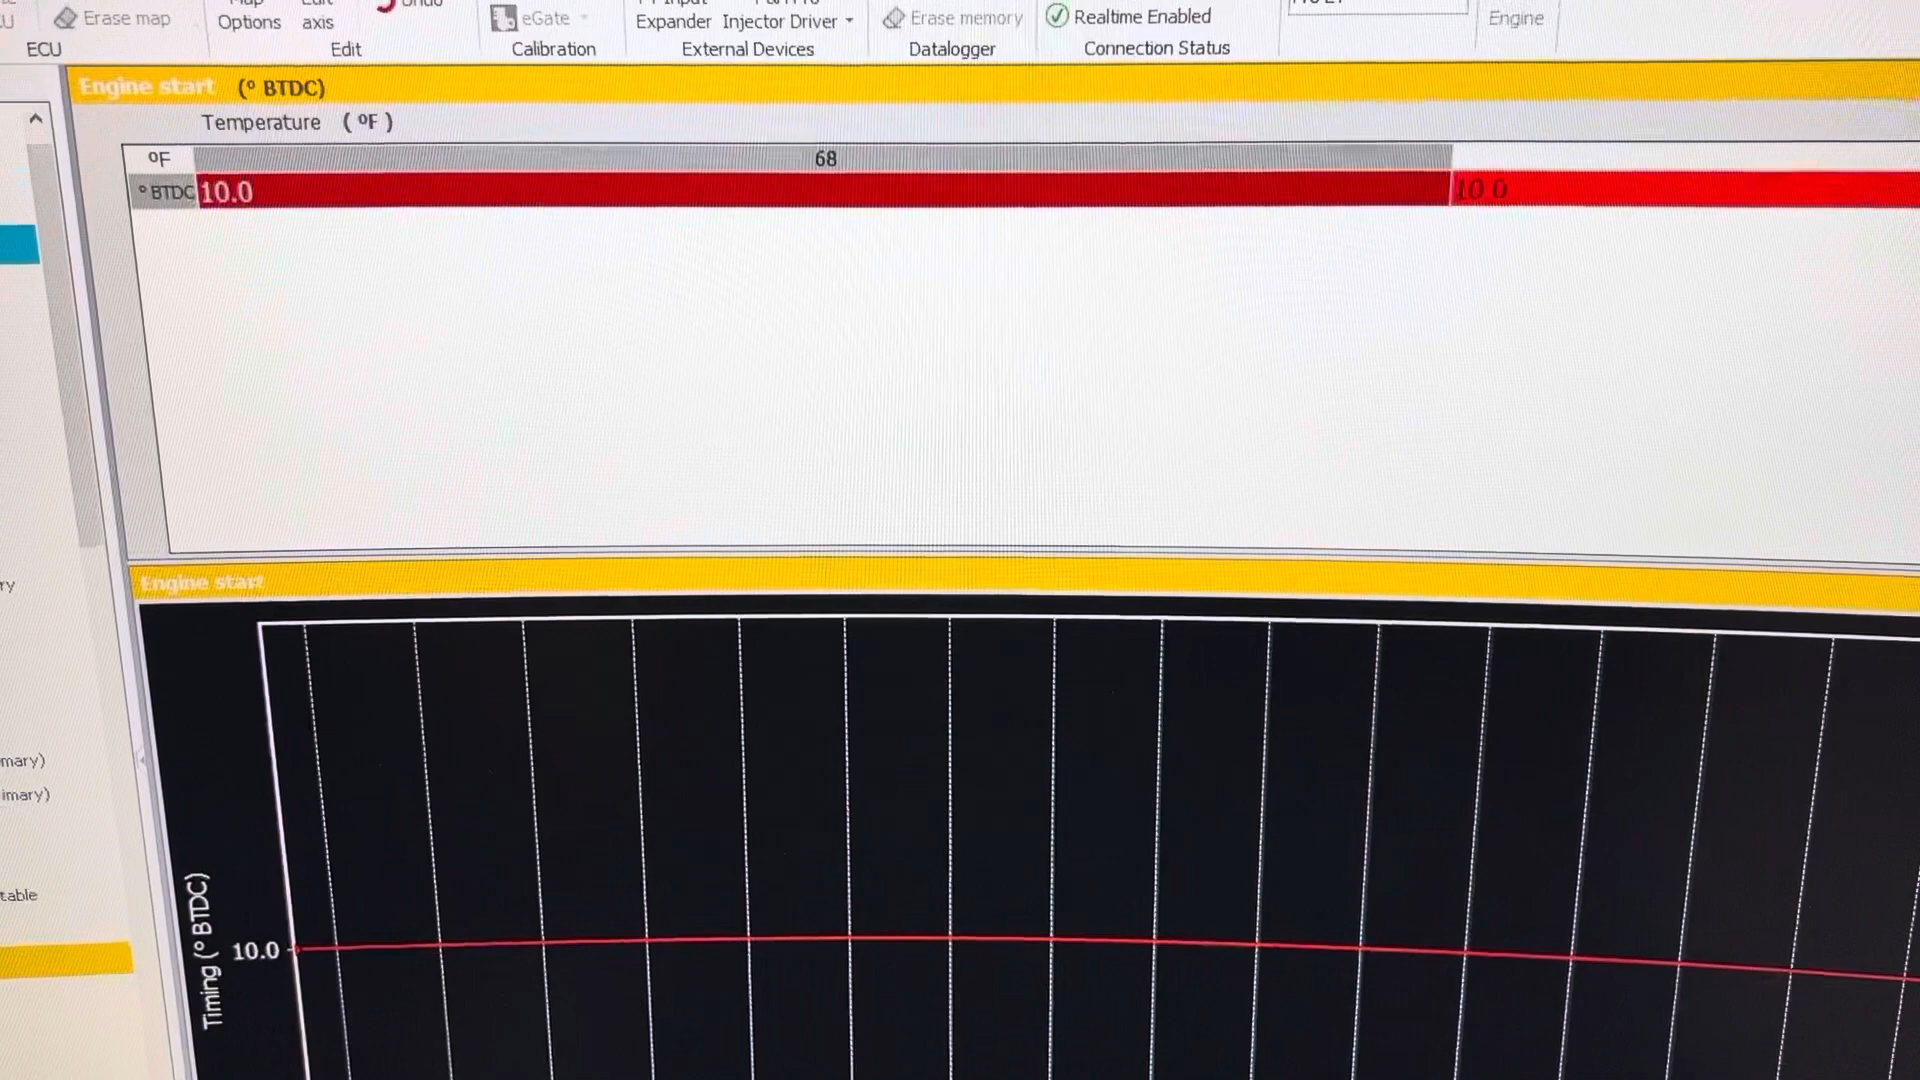 Erase map
Options axis
Undo
eGate
Expander Injector Driver
Erase memory
Realtime Enabled
Engine
ECU
Edit
Calibration
External Devices
Datalogger
Connection Status
Engine start (º BTDC)
Temperature (ºF)
ºF 68
º BTDC 10.0 10.0
Engine start
ry
mary)
imary)
table
Timing (º BTDC)
10.0